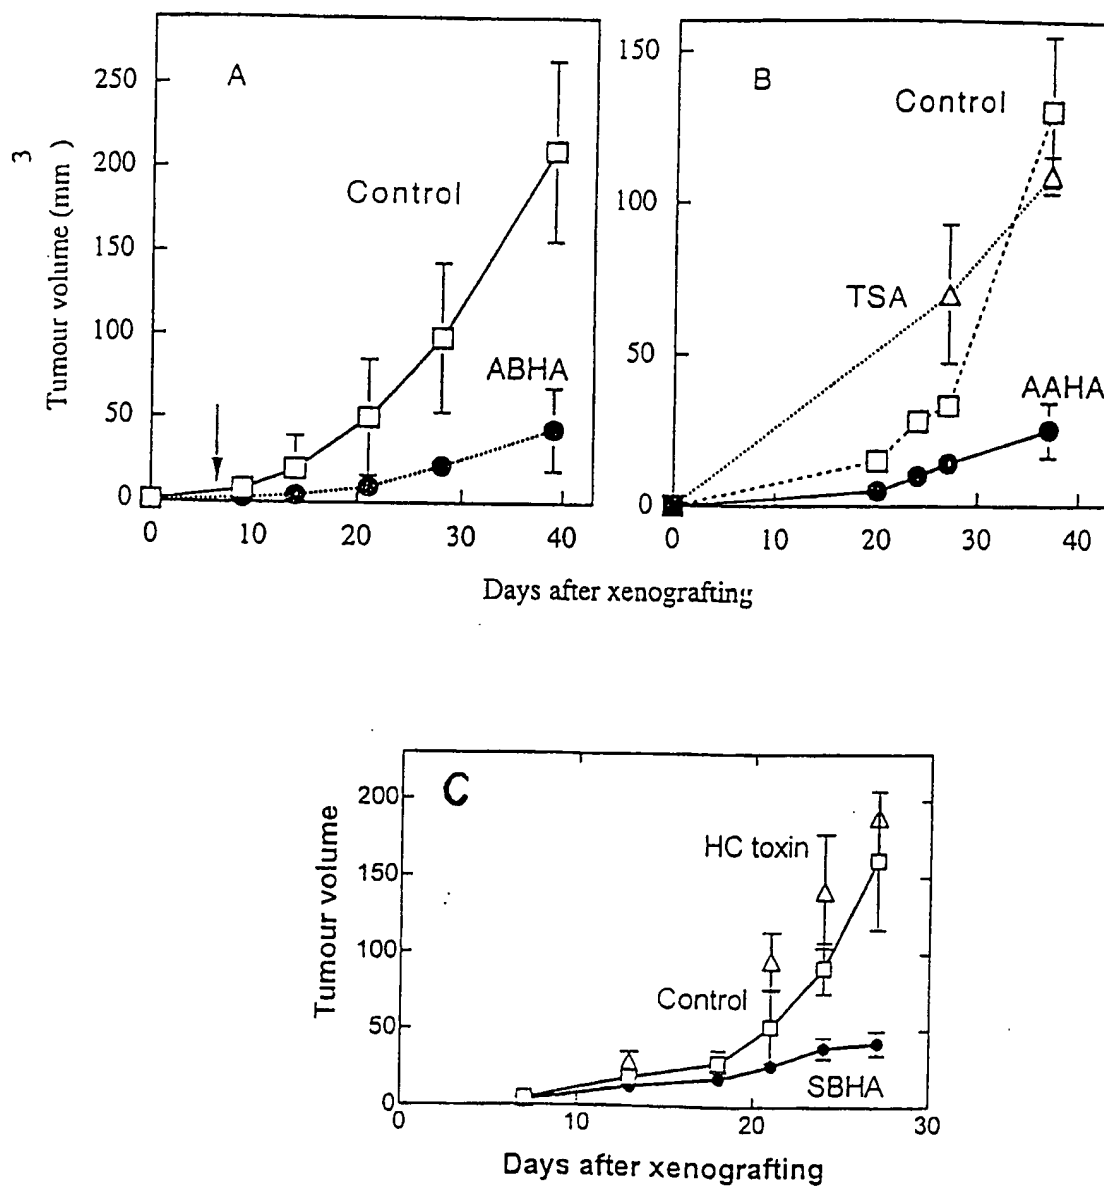 A
250
200
150
100
50
0
Tumour volume (mm³)
Control
ABHA
0 10 20 30 40
B
150
100
50
0
Control
TSA
AAHA
0 10 20 30 40
Days after xenografting
C
200
150
100
50
0
Tumour volume
HC toxin
Control
SBHA
0 10 20 30
Days after xenografting